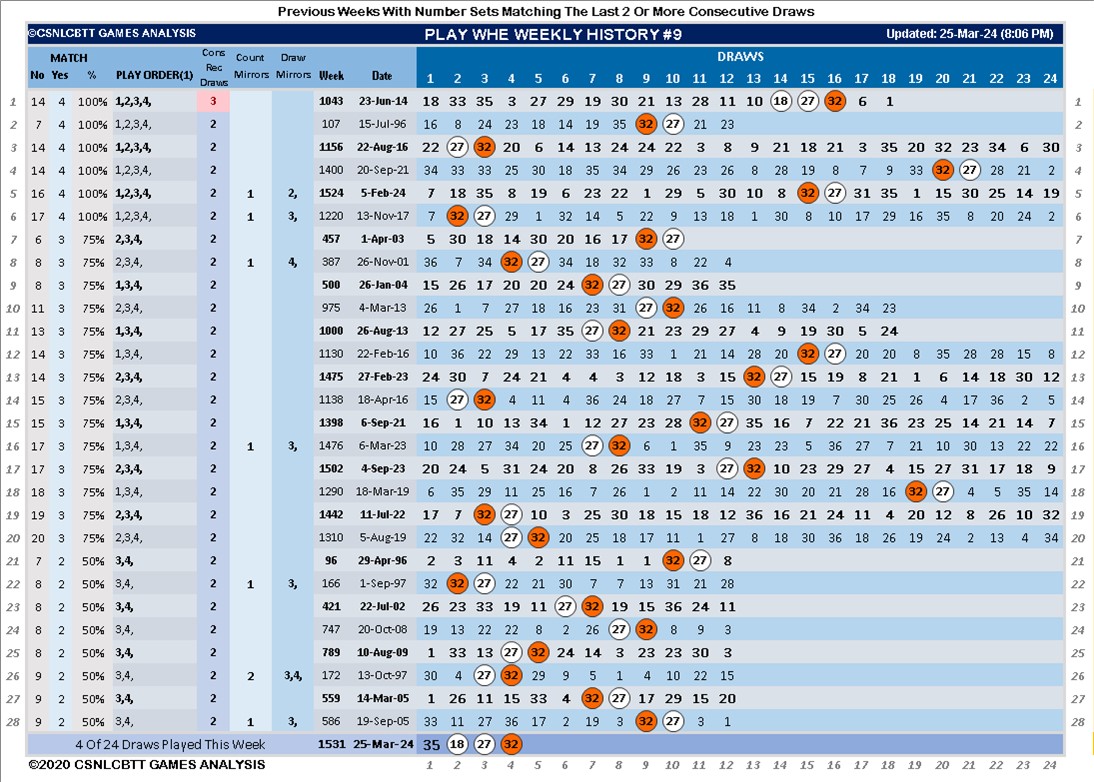 Previous Weeks With Number Sets Matching The Last 2 Or More Consecutive Draws
©CSNLCBTT GAMES ANALYSIS PLAY WHE WEEKLY HISTORY #9 Updated: 25-Mar-24 (8:06 PM)
MATCH Cons Rec Draws Count Mirrors Draw Mirrors DRAWS
No Yes % PLAY ORDER(1) Week Date 1 2 3 4 5 6 7 8 9 10 11 12 13 14 15 16 17 18 19 20 21 22 23 24
1 14 4 100% 1,2,3,4, 3 1043 23-Jun-14 18 33 35 3 27 29 19 30 21 13 28 11 10 18 27 32 6 1 1
2 7 4 100% 1,2,3,4, 2 107 15-Jul-96 16 8 24 23 18 14 19 35 32 27 21 23 2
3 14 4 100% 1,2,3,4, 2 1156 22-Aug-16 22 27 32 20 6 14 13 24 24 22 3 8 9 21 18 21 3 35 20 32 23 34 6 30 3
4 14 4 100% 1,2,3,4, 2 1400 20-Sep-21 34 33 33 25 30 18 35 34 29 4 23 26 8 28 19 8 7 9 33 32 27 28 21 2 4
5 16 4 100% 1,2,3,4, 2 1 2, 1524 5-Feb-24 7 18 35 8 19 6 23 22 1 29 5 30 10 8 32 27 31 35 1 13 26 25 14 19 5
6 17 4 100% 1,2,3,4, 2 1 3, 1220 13-Nov-17 7 32 27 29 1 32 14 5 22 9 13 18 1 30 8 10 17 29 16 35 8 20 24 2 6
7 6 3 75% 2,3,4, 2 457 1-Apr-03 5 30 18 14 30 20 16 17 32 27 7
8 8 3 75% 2,3,4, 2 1 4, 387 26-Nov-01 36 7 34 32 27 34 18 32 33 8 22 4 8
9 8 3 75% 1,3,4, 2 500 26-Jan-04 15 26 17 20 20 24 32 27 30 29 36 35 9
10 11 3 75% 2,3,4, 2 975 4-Mar-13 26 1 7 27 18 16 23 31 27 32 26 16 11 8 34 2 34 23 10
11 13 3 75% 1,3,4, 2 1000 26-Aug-13 12 27 25 5 17 35 27 32 21 23 29 27 4 9 19 30 5 24 11
12 14 3 75% 1,3,4, 2 1130 22-Feb-16 10 36 22 29 13 22 33 16 33 1 21 14 28 20 32 27 20 20 19 8 35 28 28 15 8 12
13 14 3 75% 2,3,4, 2 1475 27-Feb-23 24 30 7 24 21 4 4 3 12 18 3 15 32 27 15 19 8 21 1 6 14 18 30 12 13
14 15 3 75% 2,3,4, 2 1138 18-Apr-16 15 27 32 4 11 4 36 24 18 27 7 15 30 18 19 7 30 25 26 4 17 36 2 5 14
15 15 3 75% 1,3,4, 2 1398 6-Sep-21 16 1 10 13 34 1 12 27 23 28 32 27 35 16 7 22 21 36 23 25 14 21 14 7 15
16 17 3 75% 1,3,4, 2 1 3, 1476 6-Mar-23 10 28 27 34 20 25 27 32 6 1 35 9 23 23 5 36 27 7 21 10 30 13 22 22 16
17 17 3 75% 2,3,4, 2 1502 4-Sep-23 20 24 5 31 24 20 8 26 33 19 3 27 32 10 23 29 27 4 15 27 31 17 18 9 17
18 18 3 75% 1,3,4, 2 1290 18-Mar-19 6 35 29 11 25 16 7 26 1 2 11 14 22 30 20 21 28 16 32 27 4 5 35 14 18
19 19 3 75% 2,3,4, 2 1442 11-Jul-22 17 7 32 27 10 3 25 30 18 15 18 12 36 16 21 24 11 4 20 12 8 26 10 32 19
20 20 3 75% 2,3,4, 2 1310 5-Aug-19 22 32 14 27 32 20 25 18 17 11 1 27 8 18 30 36 18 26 19 24 2 13 4 34 20
21 7 2 50% 3,4, 2 96 29-Apr-96 2 3 11 4 2 11 15 1 1 32 27 8 21
22 8 2 50% 3,4, 2 1 3, 166 1-Sep-97 32 32 27 22 21 30 7 7 13 31 21 28 22
23 8 2 50% 3,4, 2 421 22-Jul-02 26 23 33 19 11 27 32 19 15 36 24 11 23
24 8 2 50% 3,4, 2 747 20-Oct-08 19 13 22 22 8 2 26 27 32 8 9 3 24
25 8 2 50% 3,4, 2 789 10-Aug-09 1 33 13 27 32 24 14 3 23 23 30 3 25
26 9 2 50% 3,4, 2 2 3,4, 172 13-Oct-97 30 4 27 32 29 9 5 1 4 10 22 15 26
27 9 2 50% 3,4, 2 559 14-Mar-05 1 26 11 15 33 4 32 27 17 29 15 20 27
28 9 2 50% 3,4, 2 1 3, 586 19-Sep-05 33 11 27 36 17 2 19 3 32 27 3 1 28
4 Of 24 Draws Played This Week 1531 25-Mar-24 35 18 27 32
©2020 CSNLCBTT GAMES ANALYSIS 1 2 3 4 5 6 7 8 9 10 11 12 13 14 15 16 17 18 19 20 21 22 23 24